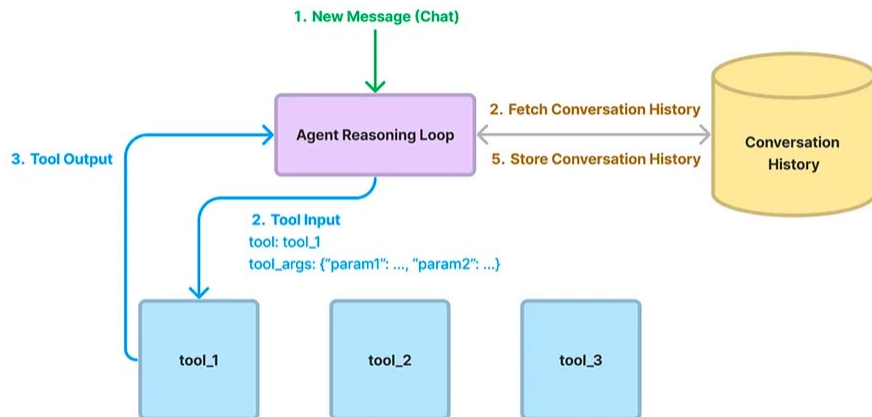 1. New Message (Chat)
Agent Reasoning Loop
2. Fetch Conversation History
5. Store Conversation History
Conversation
History
3. Tool Output
2. Tool Input
tool: tool_1
tool_args: {“param1": ..., “param2": ...}
tool_1
tool_2
tool_3